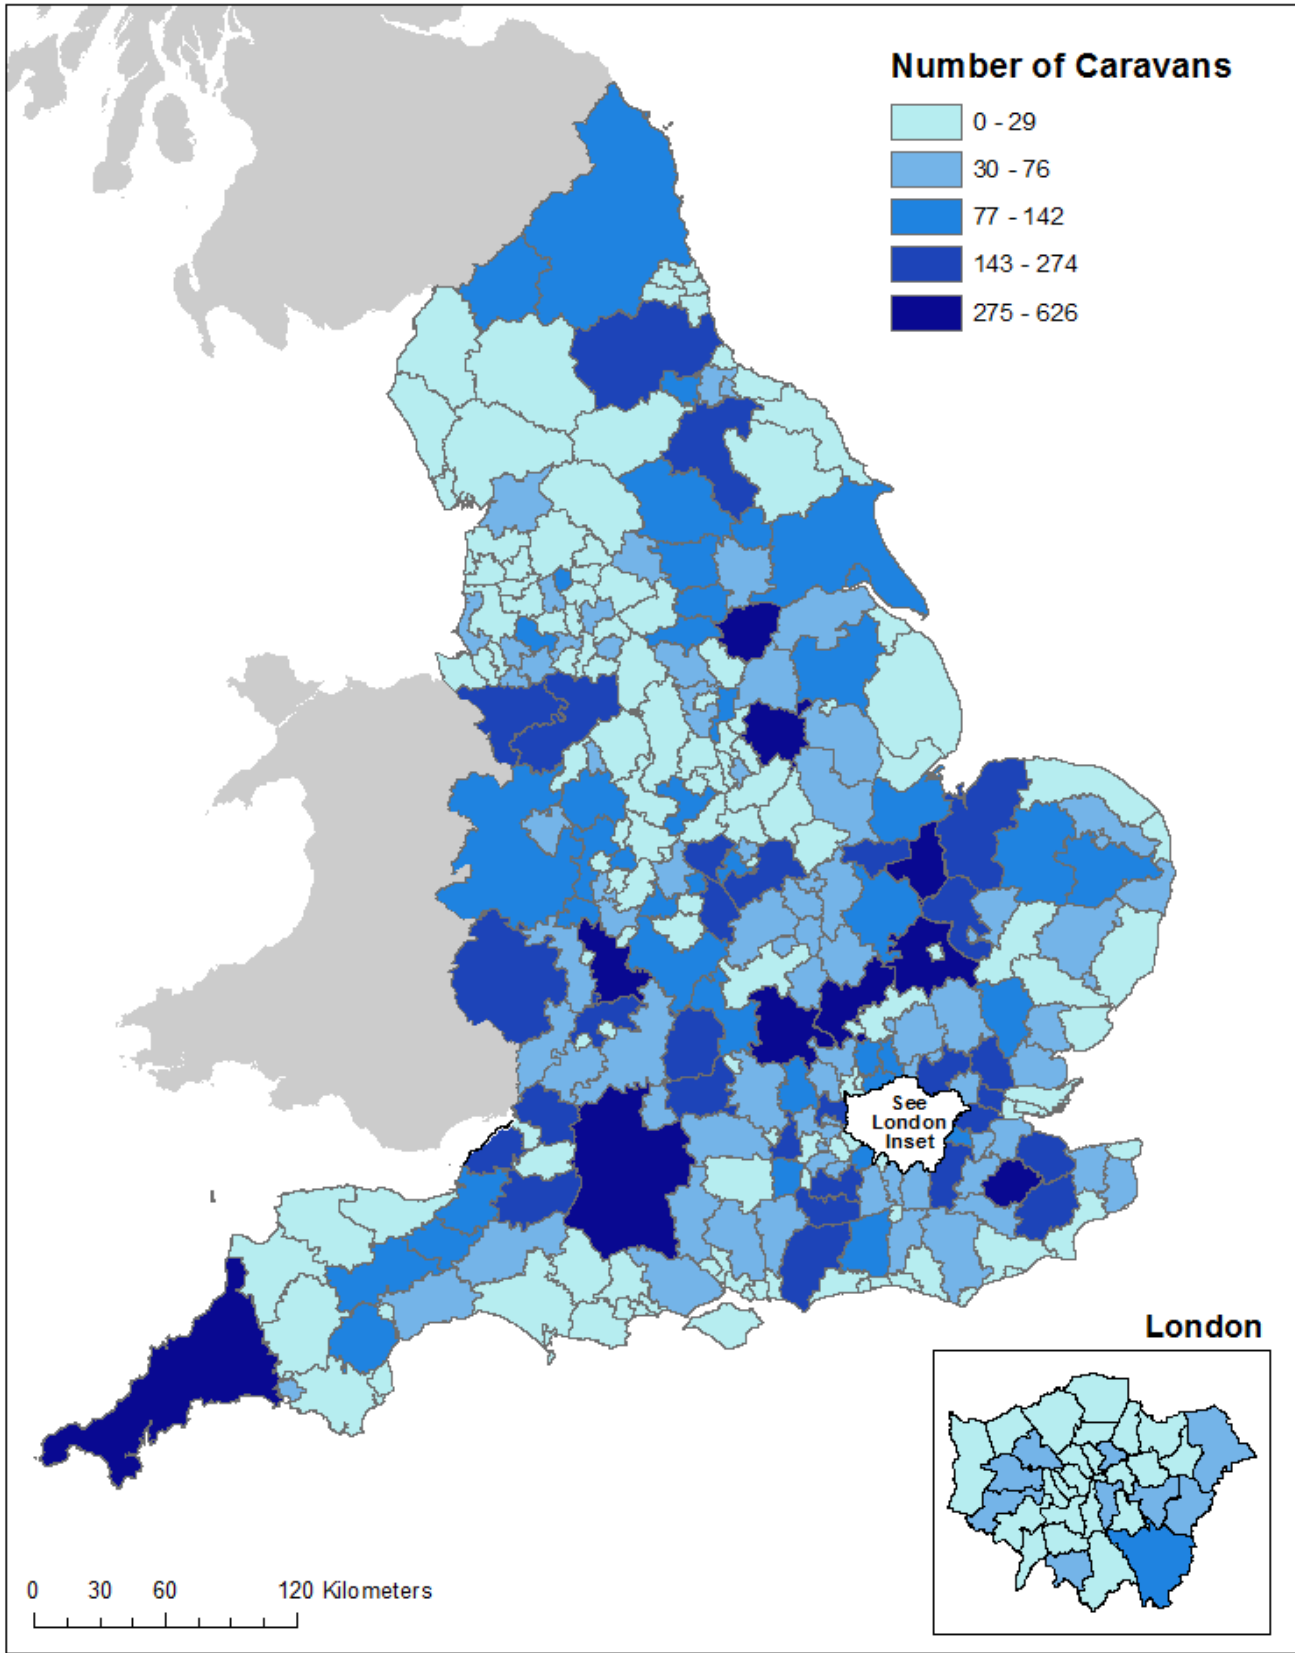 Number of Caravans
0 - 29
30 - 76
77 - 142
143 - 274
275 - 626
See
London
Inset
London
0 30 60 120 Kilometers